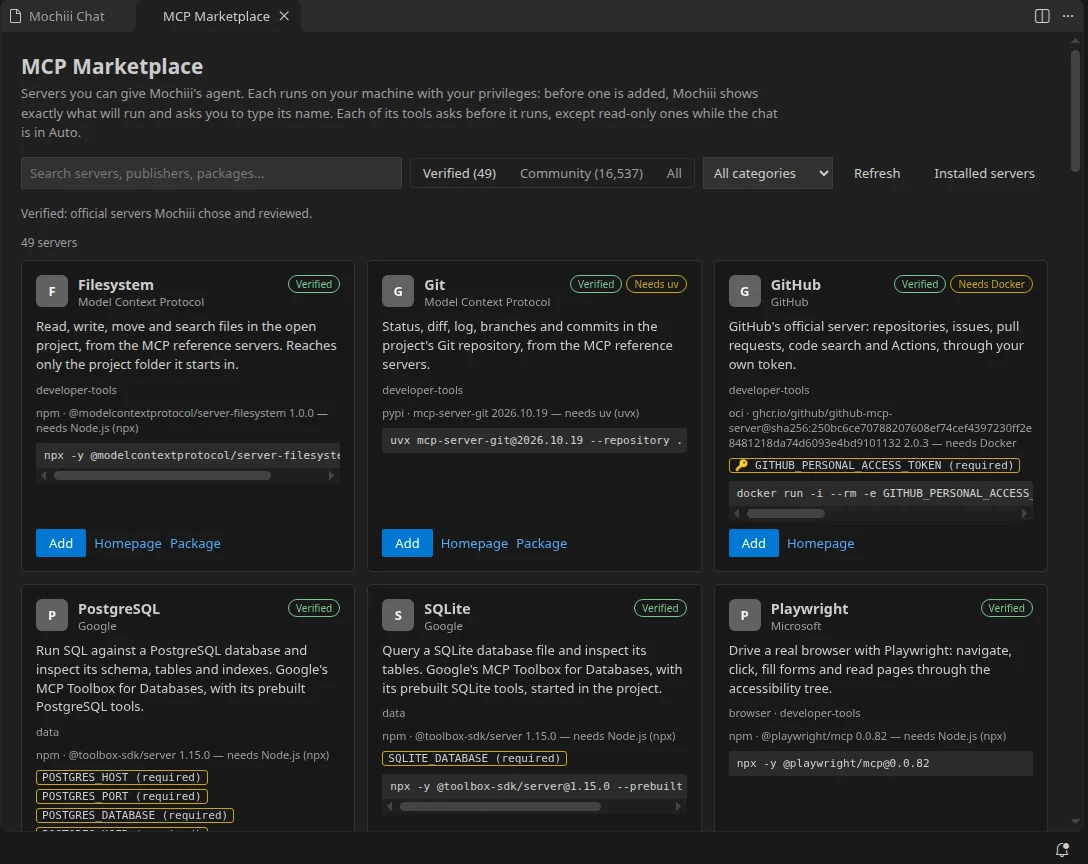 Mochiii Chat
MCP Marketplace
MCP Marketplace
Servers you can give Mochiii's agent. Each runs on your machine with your privileges: before one is added, Mochiii shows
exactly what will run and asks you to type its name. Each of its tools asks before it runs, except read-only ones while the chat
is in Auto.
Search servers, publishers, packages...
Verified (49)
Community (16,537)
All
All categories
Refresh
Installed servers
Verified: official servers Mochiii chose and reviewed.
49 servers
F
Filesystem
Verified
Model Context Protocol
Read, write, move and search files in the open
project, from the MCP reference servers. Reaches
only the project folder it starts in.
developer-tools
npm · @modelcontextprotocol/server-filesystem 1.0.0 —
needs Node.js (npx)
npx -y @modelcontextprotocol/server-filesyste
Add
Homepage
Package
G
Git
Verified
Needs uv
Model Context Protocol
Status, diff, log, branches and commits in the
project's Git repository, from the MCP reference
servers.
developer-tools
pypi · mcp-server-git 2026.10.19 — needs uv (uvx)
uvx mcp-server-git@2026.10.19 --repository .
Add
Homepage
Package
G
GitHub
Verified
Needs Docker
GitHub
GitHub's official server: repositories, issues, pull
requests, code search and Actions, through your
own token.
developer-tools
oci · ghcr.io/github/github-mcp-
server@sha256:250bc6ce70788207608ef74cef4397230ff2e
8481218da74d6093e4bd9101132 2.0.3 — needs Docker
GITHUB_PERSONAL_ACCESS_TOKEN (required)
docker run -i --rm -e GITHUB_PERSONAL_ACCESS_
Add
Homepage
P
PostgreSQL
Verified
Google
Run SQL against a PostgreSQL database and
inspect its schema, tables and indexes. Google's
MCP Toolbox for Databases, with its prebuilt
PostgreSQL tools.
data
npm · @toolbox-sdk/server 1.15.0 — needs Node.js (npx)
POSTGRES_HOST (required)
POSTGRES_PORT (required)
POSTGRES_DATABASE (required)
S
SQLite
Verified
Google
Query a SQLite database file and inspect its
tables. Google's MCP Toolbox for Databases, with
its prebuilt SQLite tools, started in the project.
data
npm · @toolbox-sdk/server 1.15.0 — needs Node.js (npx)
SQLITE_DATABASE (required)
npx -y @toolbox-sdk/server@1.15.0 --prebuilt
P
Playwright
Verified
Microsoft
Drive a real browser with Playwright: navigate,
click, fill forms and read pages through the
accessibility tree.
browser · developer-tools
npm · @playwright/mcp 0.0.82 — needs Node.js (npx)
npx -y @playwright/mcp@0.0.82